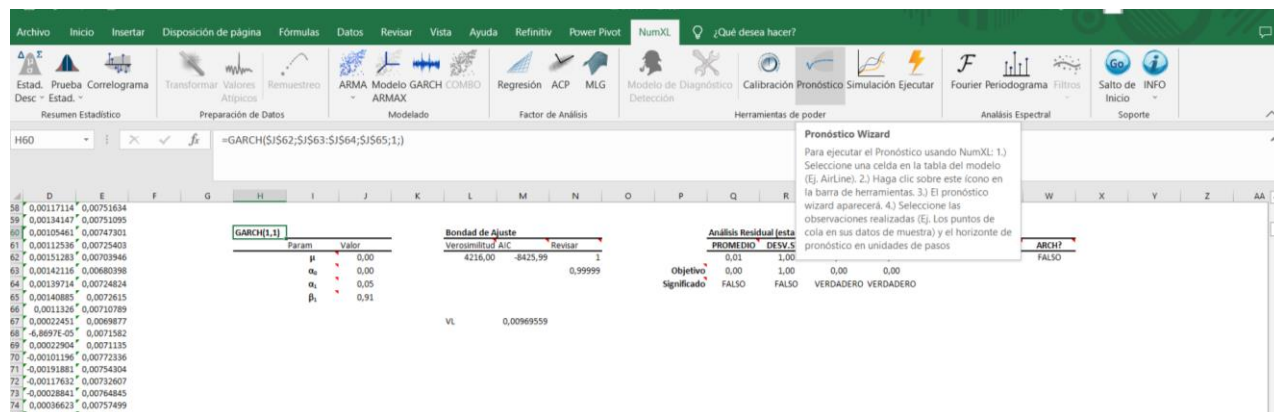 Archivo Inicio Insertar Disposición de página Fórmulas Datos Revisar Vista Ayuda Refinitiv Power Pivot NumXL ¿Qué desea hacer?
Estad. Desc Prueba Estad. Correlograma Transformar Valores Atípicos Remuestreo ARMA Modelo ARMAX GARCH COMBO Regresión ACP MLG Modelo de Detección Diagnóstico Calibración Pronóstico Simulación Ejecutar Fourier Periodograma Filtros Salto de Inicio INFO
Resumen Estadístico Preparación de Datos Modelado Factor de Análisis Herramientas de poder Analálsis Espectral Soporte
H60 fx =GARCH($J$62;$J$63:$J$64;$J$65;1;)
Pronóstico Wizard
Para ejecutar el Pronóstico usando NumXL: 1.)
Seleccione una celda en la tabla del modelo
(Ej. AirLine). 2.) Haga clic sobre este ícono en
la barra de herramientas. 3.) El pronóstico
wizard aparecerá. 4.) Seleccione las
observaciones realizadas (Ej. Los puntos de
cola en sus datos de muestra) y el horizonte de
pronóstico en unidades de pasos
D E F G H I J K L M N O P Q R W X Y Z AA
58 0,00117114 0,00751634
59 0,00134147 0,00751095
60 0,00105461 0,00747301 GARCH(1,1) Bondad de Ajuste Análisis Residual (esta
61 0,00112536 0,00725403 Param Valor Verosimilitud AIC Revisar PROMEDIO DESV.S ARCH?
62 0,00151283 0,00703946 μ 0,00 4216,00 -8425,99 1 0,01 1,00 FALSO
63 0,00142116 0,00680398 α₀ 0,00 0,99999 Objetivo 0,00 1,00 0,00 0,00
64 0,00139714 0,00724824 α₁ 0,05 Significado FALSO FALSO VERDADERO VERDADERO
65 0,00140885 0,0072615 β₁ 0,91
66 0,0011326 0,00710789
67 0,00022451 0,0069877 VL 0,00969559
68 -6,8697E-05 0,0071582
69 0,00022904 0,0071135
70 -0,00101196 0,00772336
71 -0,00191881 0,00754304
72 -0,00117632 0,00732607
73 -0,00028841 0,00764845
74 0,00036623 0,00757499